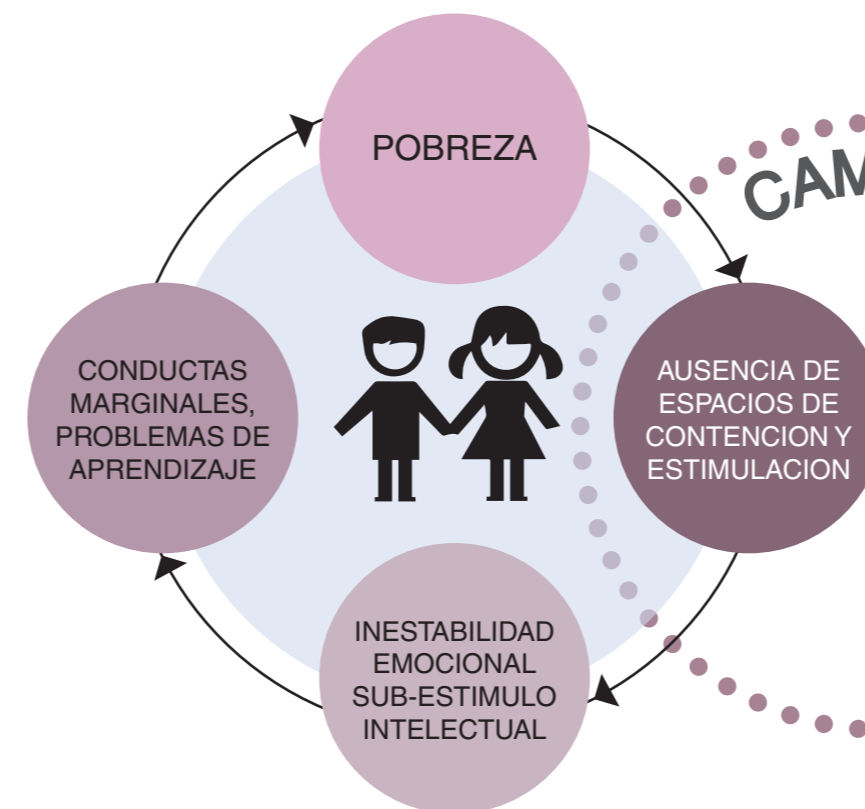 POBREZA
CAM
AUSENCIA DE
ESPACIOS DE
CONTENCION Y
ESTIMULACION
INESTABILIDAD
EMOCIONAL
SUB-ESTIMULO
INTELECTUAL
CONDUCTAS
MARGINALES,
PROBLEMAS DE
APRENDIZAJE